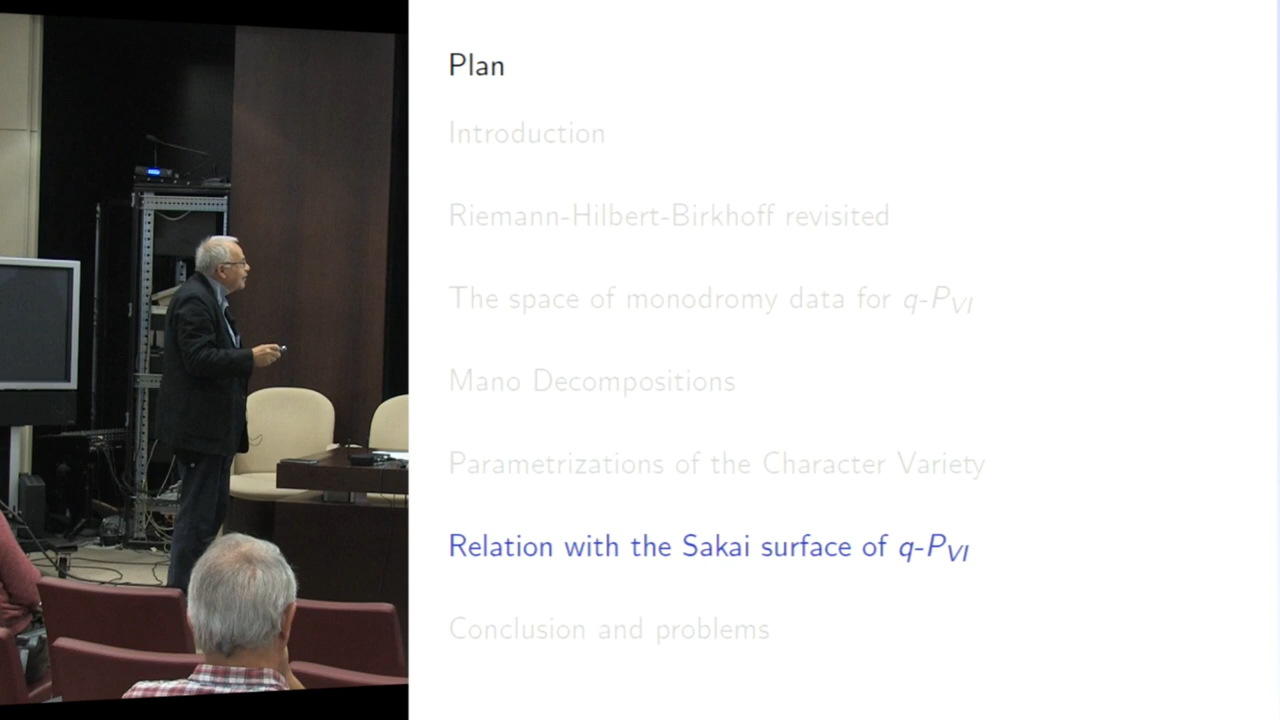 Plan
Introduction
Riemann-Hilbert-Birkhoff revisited
The space of monodromy data for q-P_VI
Mano Decompositions
Parametrizations of the Character Variety
Relation with the Sakai surface of q-P_VI
Conclusion and problems